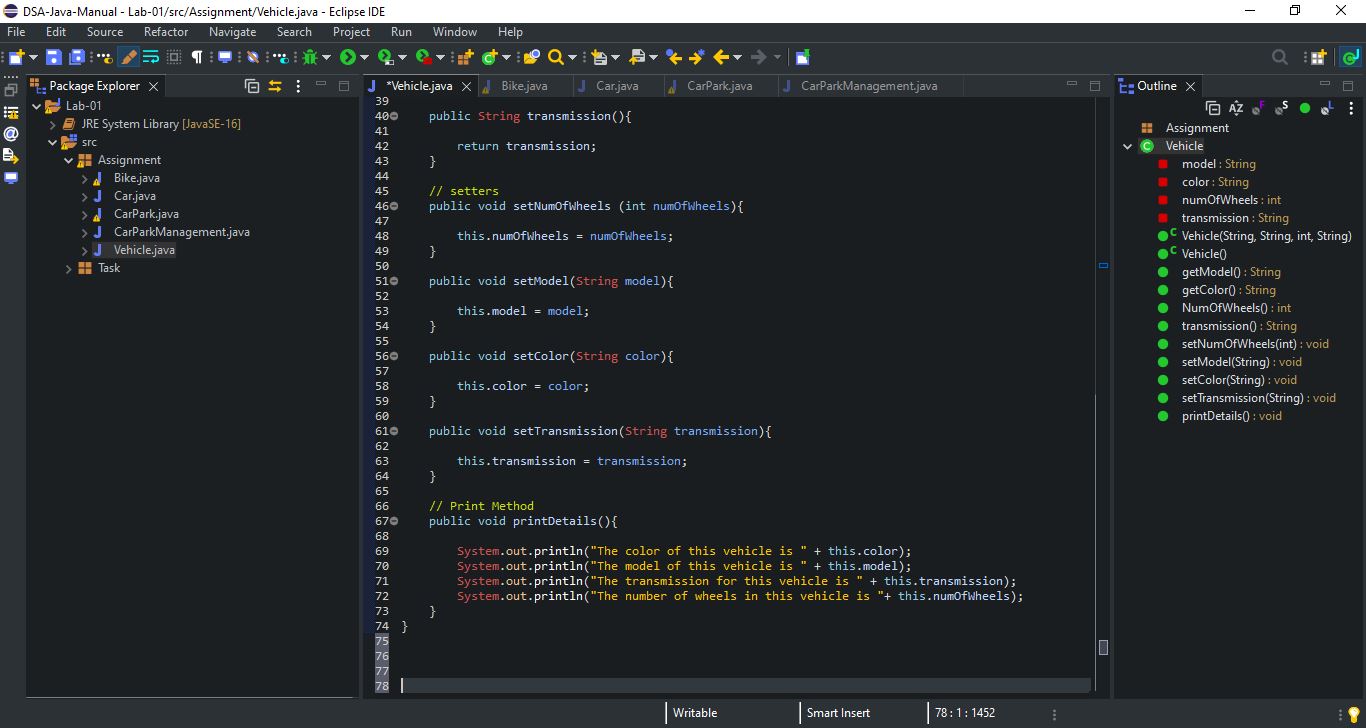 DSA-Java-Manual - Lab-01/src/Assignment/Vehicle.java - Eclipse IDE
File Edit Source Refactor Navigate Search Project Run Window Help
Package Explorer
Lab-01
JRE System Library [JavaSE-16]
src
Assignment
Bike.java
Car.java
CarPark.java
CarParkManagement.java
Vehicle.java
Task
*Vehicle.java Bike.java Car.java CarPark.java CarParkManagement.java
39
40 public String transmission(){
41
42 return transmission;
43 }
44
45 // setters
46 public void setNumOfWheels (int numOfWheels){
47
48 this.numOfWheels = numOfWheels;
49 }
50
51 public void setModel(String model){
52
53 this.model = model;
54 }
55
56 public void setColor(String color){
57
58 this.color = color;
59 }
60
61 public void setTransmission(String transmission){
62
63 this.transmission = transmission;
64 }
65
66 // Print Method
67 public void printDetails(){
68
69 System.out.println("The color of this vehicle is " + this.color);
70 System.out.println("The model of this vehicle is " + this.model);
71 System.out.println("The transmission for this vehicle is " + this.transmission);
72 System.out.println("The number of wheels in this vehicle is "+ this.numOfWheels);
73 }
74 }
75
76
77
78
Outline
Assignment
Vehicle
model : String
color : String
numOfWheels : int
transmission : String
Vehicle(String, String, int, String)
Vehicle()
getModel() : String
getColor() : String
NumOfWheels() : int
transmission() : String
setNumOfWheels(int) : void
setModel(String) : void
setColor(String) : void
setTransmission(String) : void
printDetails() : void
Writable Smart Insert 78 : 1 : 1452